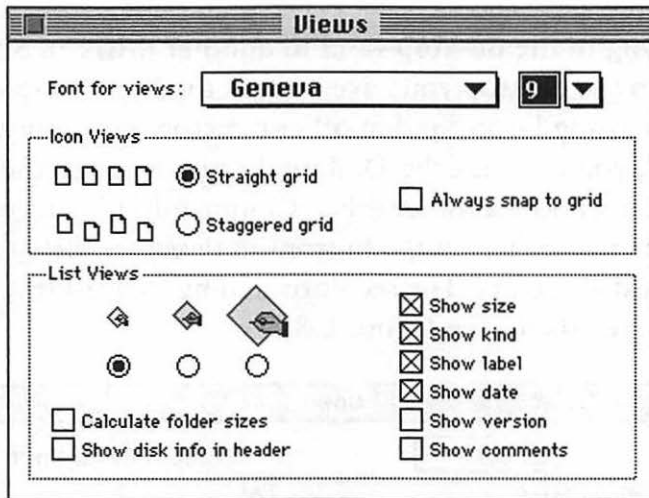 Views
Font for views: Geneva 9
Icon Views
Straight grid
Always snap to grid
Staggered grid
List Views
Show size
Show kind
Show label
Show date
Calculate folder sizes
Show version
Show disk info in header
Show comments